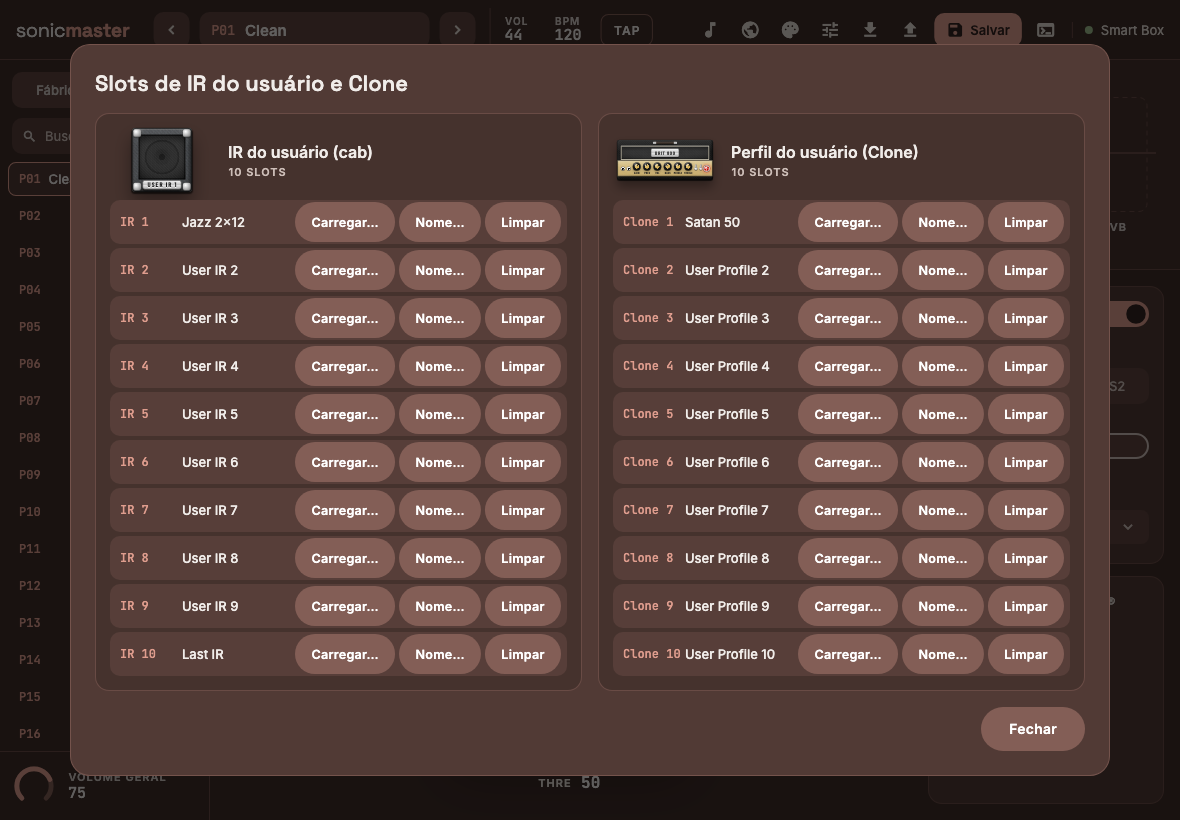 sonicmaster
P01 Clean
VOL
44
BPM
120
TAP
Salvar
Smart Box
Slots de IR do usuário e Clone
USER IR 1
IR do usuário (cab)
10 SLOTS
IR 1 Jazz 2×12 Carregar... Nome... Limpar
IR 2 User IR 2 Carregar... Nome... Limpar
IR 3 User IR 3 Carregar... Nome... Limpar
IR 4 User IR 4 Carregar... Nome... Limpar
IR 5 User IR 5 Carregar... Nome... Limpar
IR 6 User IR 6 Carregar... Nome... Limpar
IR 7 User IR 7 Carregar... Nome... Limpar
IR 8 User IR 8 Carregar... Nome... Limpar
IR 9 User IR 9 Carregar... Nome... Limpar
IR 10 Last IR Carregar... Nome... Limpar
Perfil do usuário (Clone)
10 SLOTS
Clone 1 Satan 50 Carregar... Nome... Limpar
Clone 2 User Profile 2 Carregar... Nome... Limpar
Clone 3 User Profile 3 Carregar... Nome... Limpar
Clone 4 User Profile 4 Carregar... Nome... Limpar
Clone 5 User Profile 5 Carregar... Nome... Limpar
Clone 6 User Profile 6 Carregar... Nome... Limpar
Clone 7 User Profile 7 Carregar... Nome... Limpar
Clone 8 User Profile 8 Carregar... Nome... Limpar
Clone 9 User Profile 9 Carregar... Nome... Limpar
Clone 10 User Profile 10 Carregar... Nome... Limpar
Fechar
Fábri
Bus
P01 Cle
P02
P03
P04
P05
P06
P07
P08
P09
P10
P11
P12
P13
P14
P15
P16
VB
S2
VOLUME GERAL
75
THRE 50